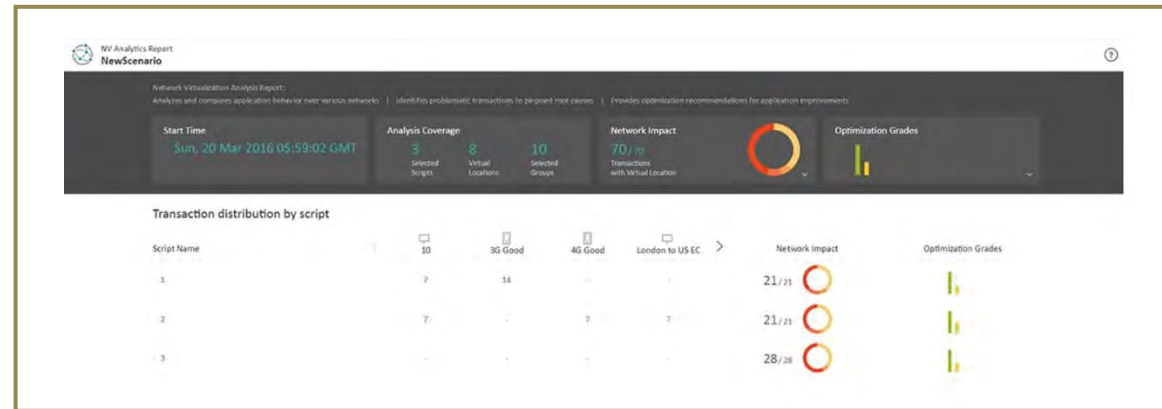 NV Analytics Report
NewScenario
?
Network Virtualization Analysis Report:
Analyzes and compares application behavior over various networks | Identifies problematic transactions to pinpoint root causes | Provides optimization recommendations for application improvements
Start Time
Sun, 20 Mar 2016 05:59:02 GMT
Analysis Coverage
3 8 10
Selected Scripts
Virtual Locations
Selected Groups
Network Impact
70/70
Transactions
with Virtual Location
Optimization Grades
Transaction distribution by script
Script Name 10 3G Good 4G Good London to US EC > Network Impact Optimization Grades
1 7 14 - - 21/21
2 7 - 7 7 21/21
3 - - - - 28/28